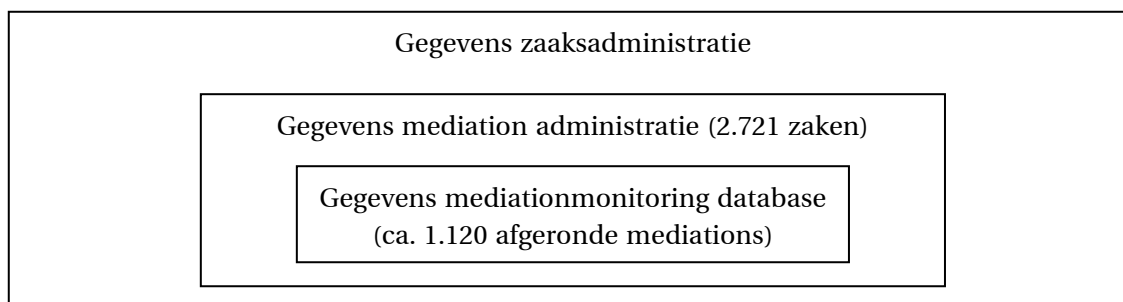 Gegevens zaaksadministratie
Gegevens mediation administratie (2.721 zaken)
Gegevens mediationmonitoring database
(ca. 1.120 afgeronde mediations)